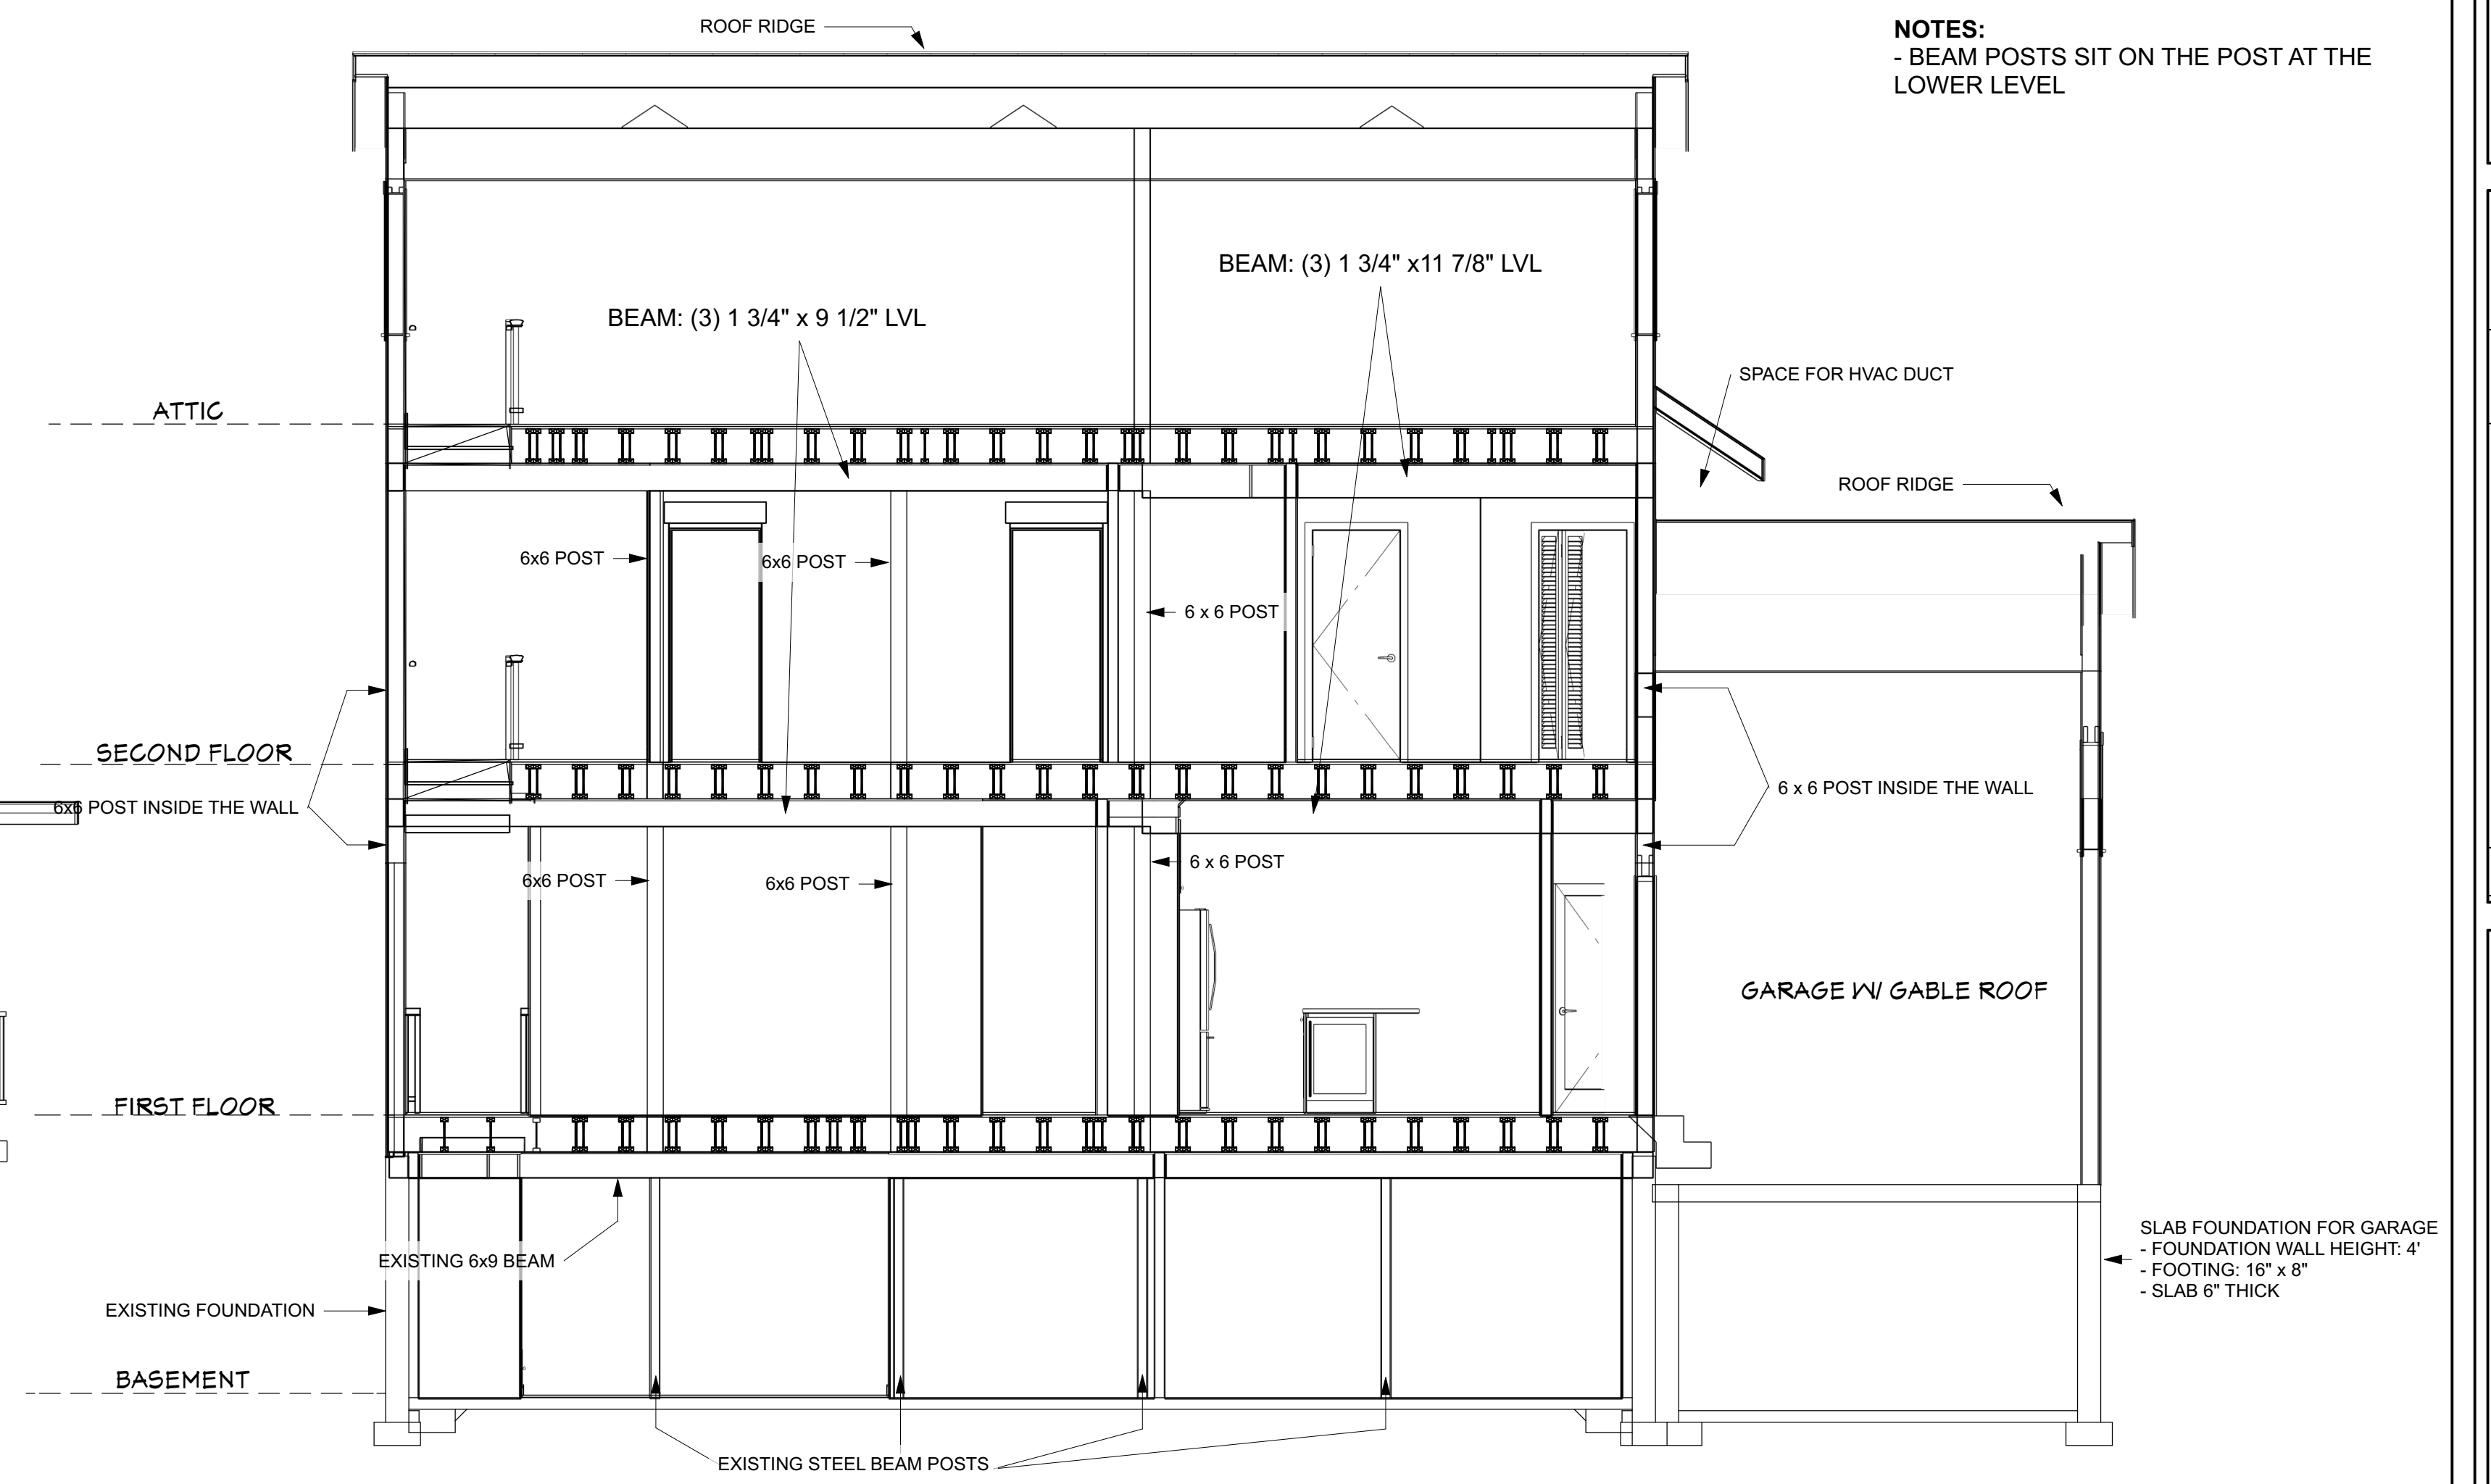 ROOF RIDGE
NOTES:
- BEAM POSTS SIT ON THE POST AT THE
LOWER LEVEL
BEAM: (3) 1 3/4" x11 7/8" LVL
BEAM: (3) 1 3/4" x 9 1/2" LVL
SPACE FOR HVAC DUCT
ATTIC
ROOF RIDGE
6x6 POST
6x6 POST
6 x 6 POST
SECOND FLOOR
6x6 POST INSIDE THE WALL
6 x 6 POST INSIDE THE WALL
6x6 POST
6x6 POST
6 x 6 POST
GARAGE W/ GABLE ROOF
FIRST FLOOR
SLAB FOUNDATION FOR GARAGE
- FOUNDATION WALL HEIGHT: 4'
- FOOTING: 16" x 8"
- SLAB 6" THICK
EXISTING 6x9 BEAM
EXISTING FOUNDATION
BASEMENT
EXISTING STEEL BEAM POSTS